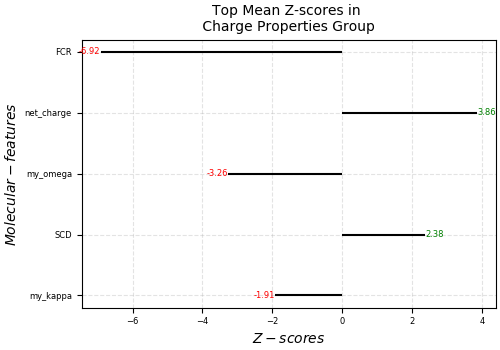 Top Mean Z-scores in
Charge Properties Group
Molecular – features
FCR
-6.92
net_charge
3.86
my_omega
-3.26
SCD
2.38
my_kappa
-1.91
−6
−4
−2
0
2
4
Z – scores